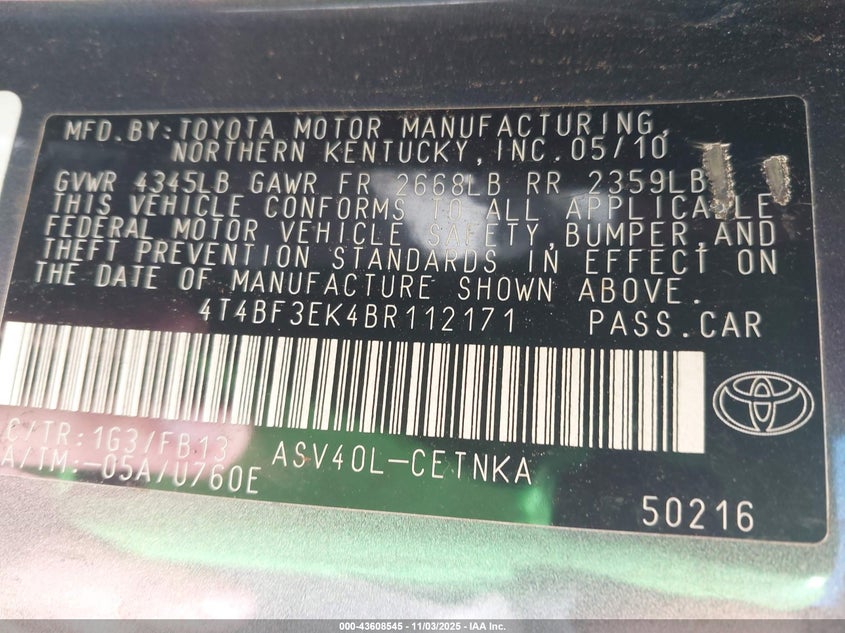 MFD.BY:TOYOTA MOTOR MANUFACTURING,
NORTHERN KENTUCKY,INC.05/10
GVWR 4345LB GAWR FR 2668LB RR 2359LB
THIS VEHICLE CONFORMS TO ALL APPLICABLE
FEDERAL MOTOR VEHICLE SAFETY,BUMPER,AND
THEFT PREVENTION STANDARDS IN EFFECT ON
THE DATE OF MANUFACTURE SHOWN ABOVE.
4T4BF3EK4BR112171 PASS.CAR
C/TR:1G3/FB13 ASV40L-CETNKA
A/TM:-05A/U760E
50216
000-43608545 - 11/03/2025 - IAA Inc.